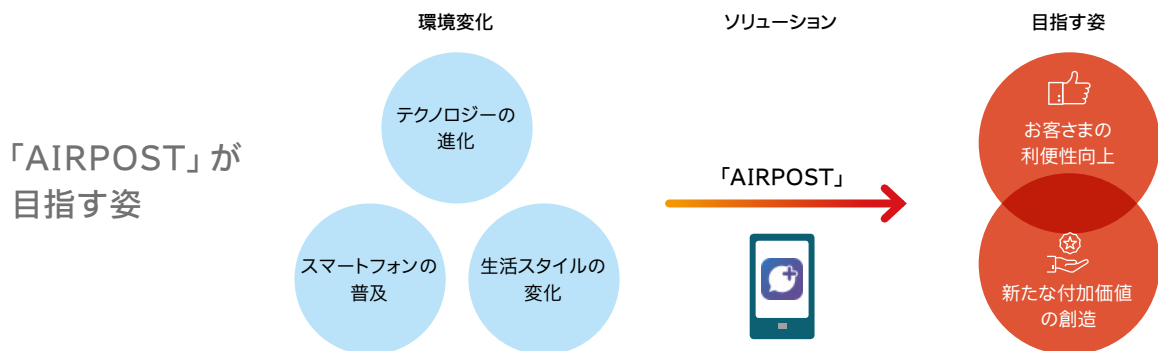 「AIRPOST」が
目指す姿
環境変化
テクノロジーの
進化
スマートフォンの
普及
生活スタイルの
変化
ソリューション
「AIRPOST」
目指す姿
お客さまの
利便性向上
新たな付加価値
の創造